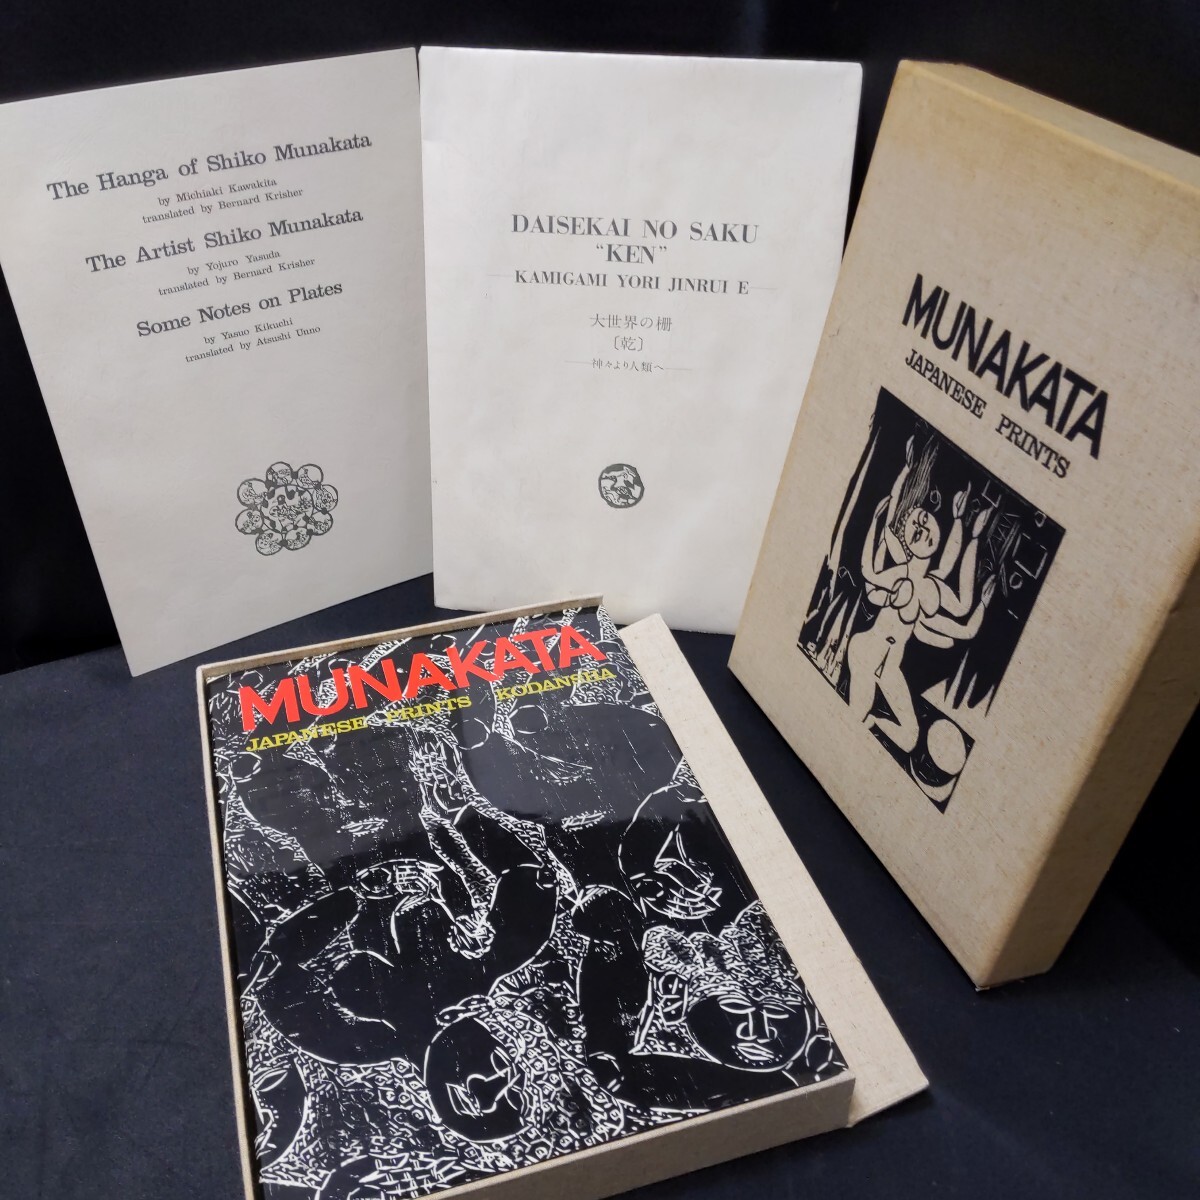 The Hanga of Shiko Munakata
by Michiaki Kawakita
translated by Bernard Krisher
The Artist Shiko Munakata
by Yojuro Yasuda
translated by Bernard Krisher
Some Notes on Plates
by Yasuo Kikuchi
translated by Atsushi Unno
DAISEKAI NO SAKU
“KEN”
KAMIGAMI YORI JINRUI E
大世界の柵
〔乾〕
神々より人類へ
MUNAKATA
JAPANESE PRINTS
MUNAKATA
JAPANESE PRINTS KODANSHA